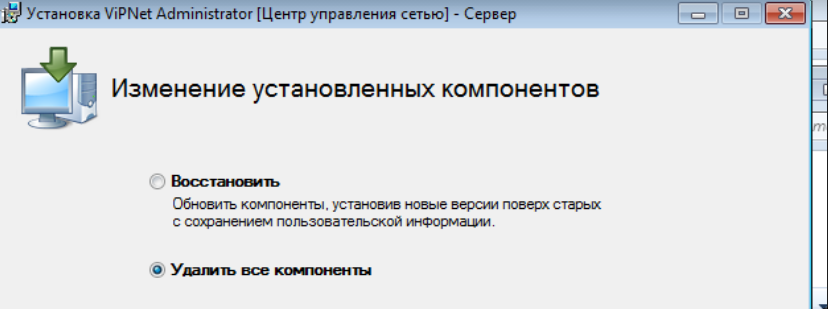 Установка ViPNet Administrator [Центр управления сетью] - Сервер
Изменение установленных компонентов
Восстановить
Обновить компоненты, установив новые версии поверх старых
с сохранением пользовательской информации.
Удалить все компоненты